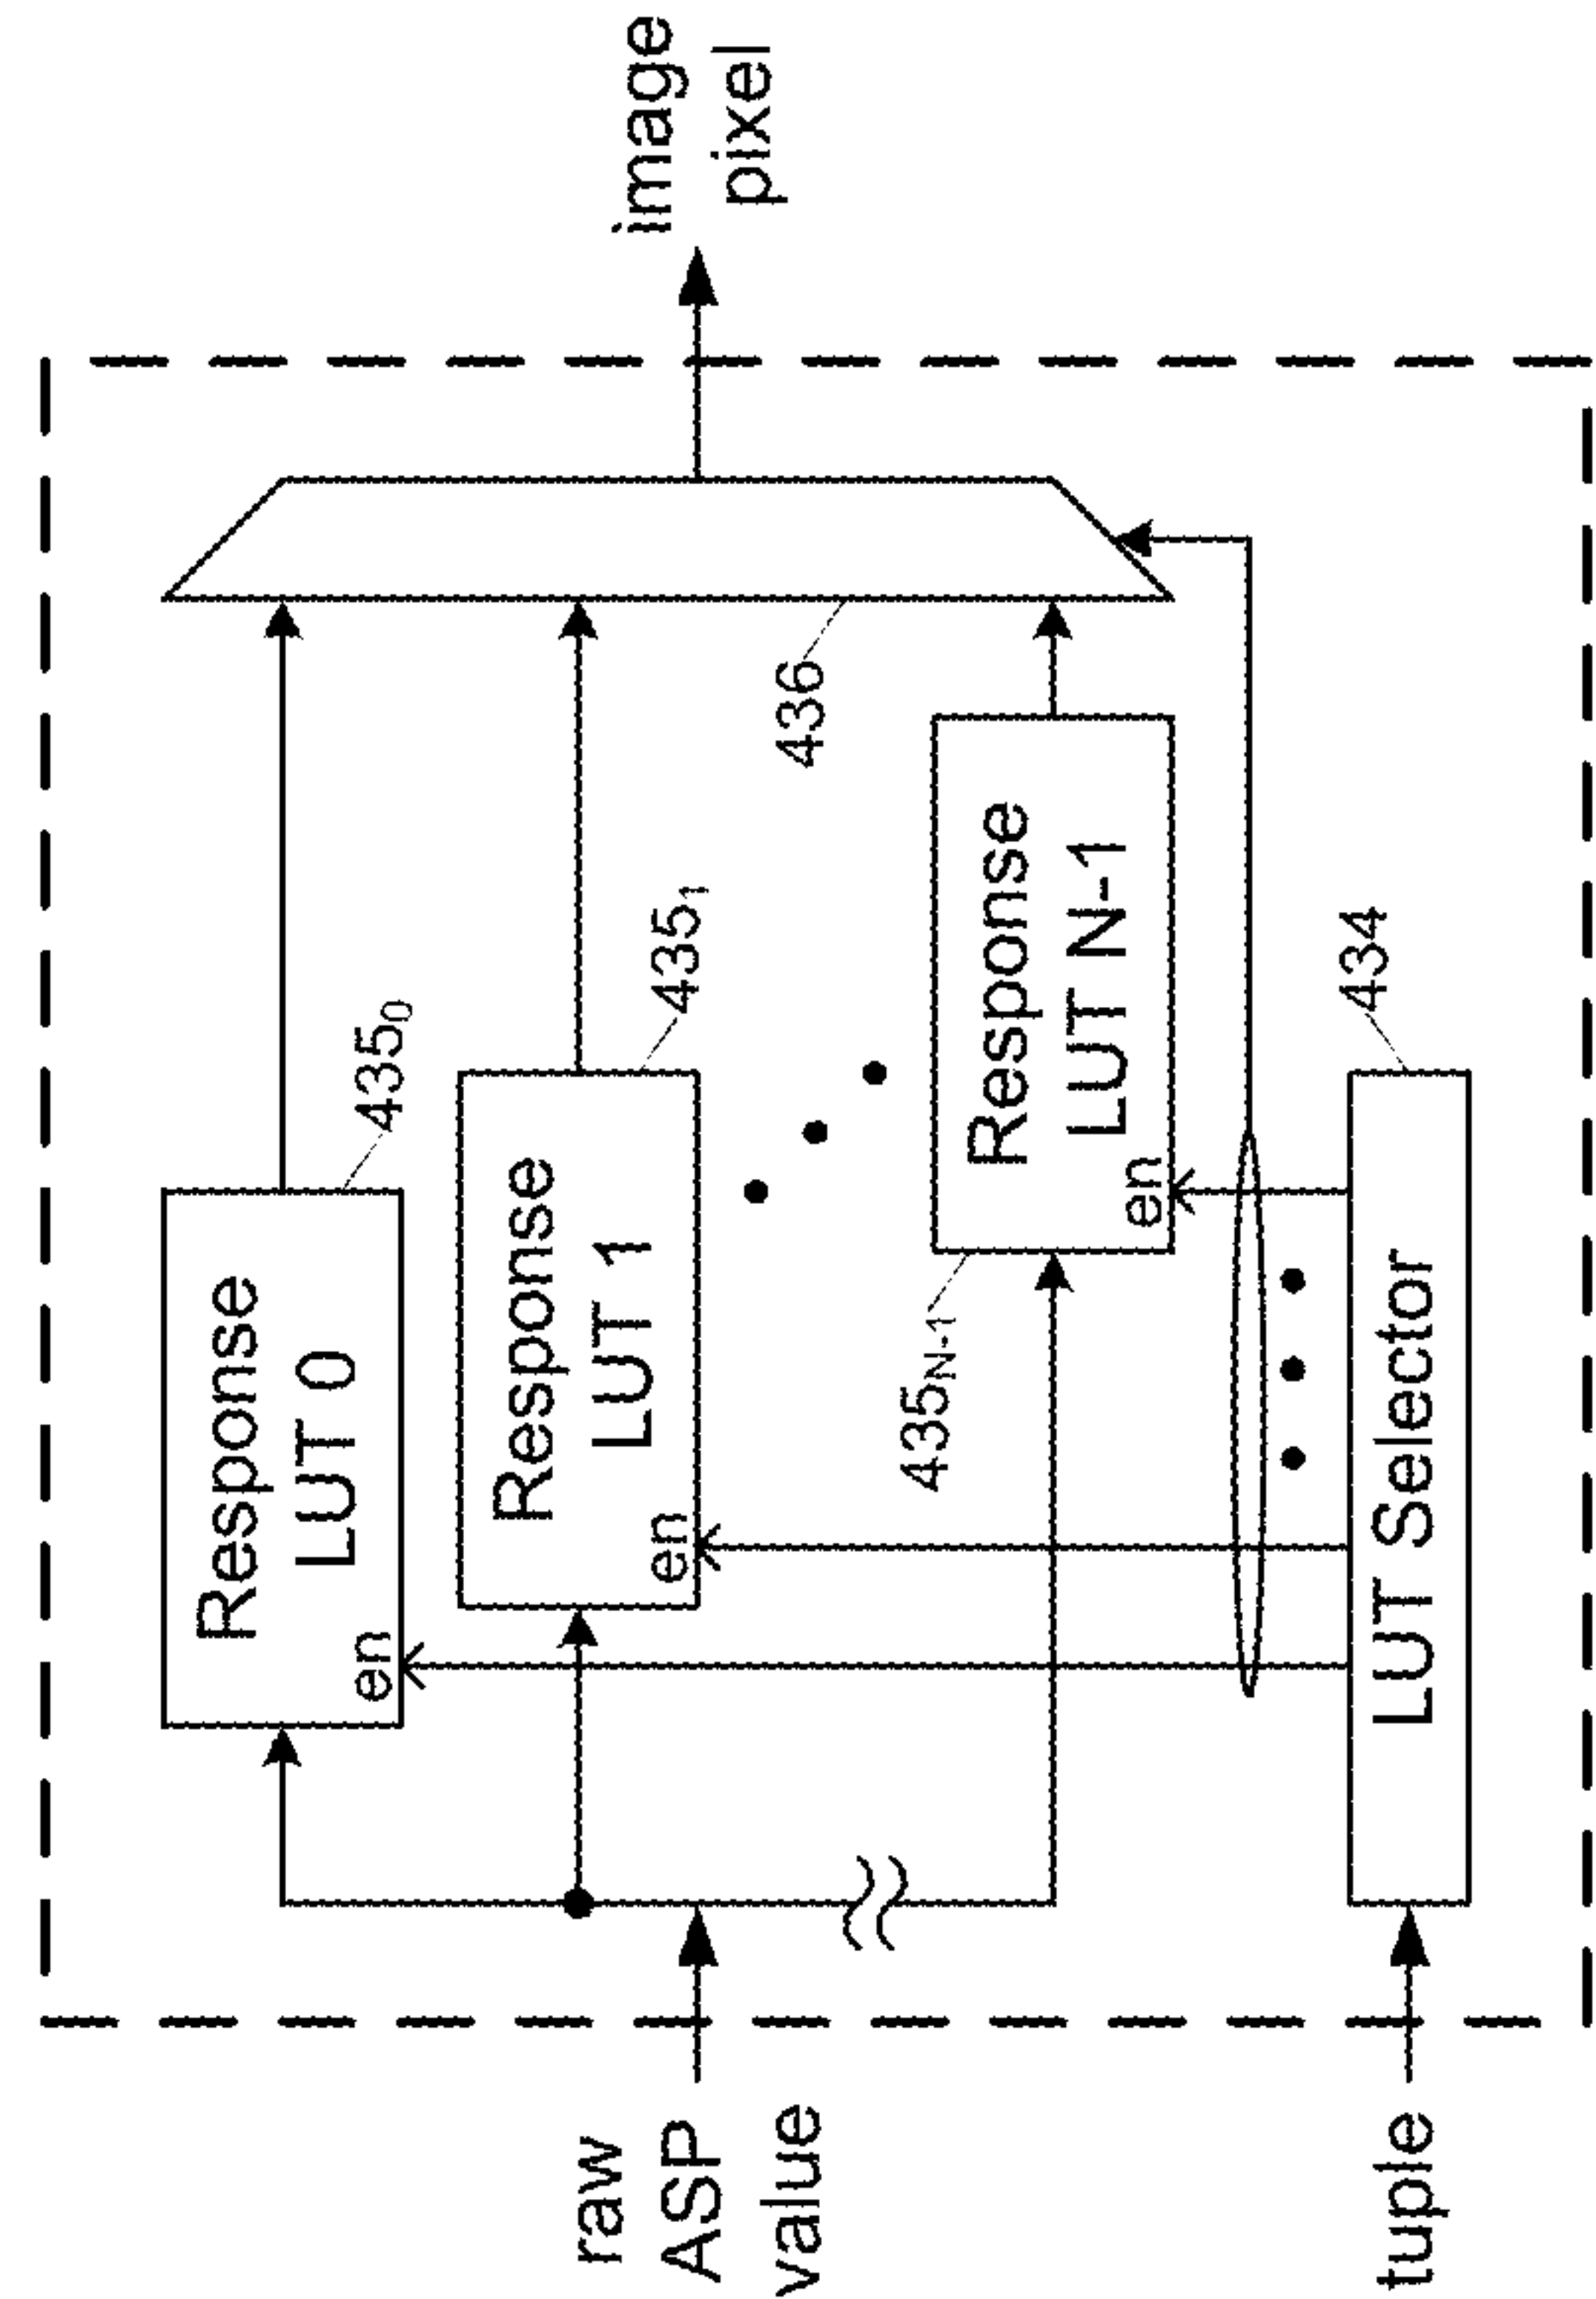 raw
ASP
value
tuple
Response
LUT 0
en
435₀
Response
LUT 1
en
435₁
Response
LUT N-1
en
435N-1
436
LUT Selector
434
image
pixel